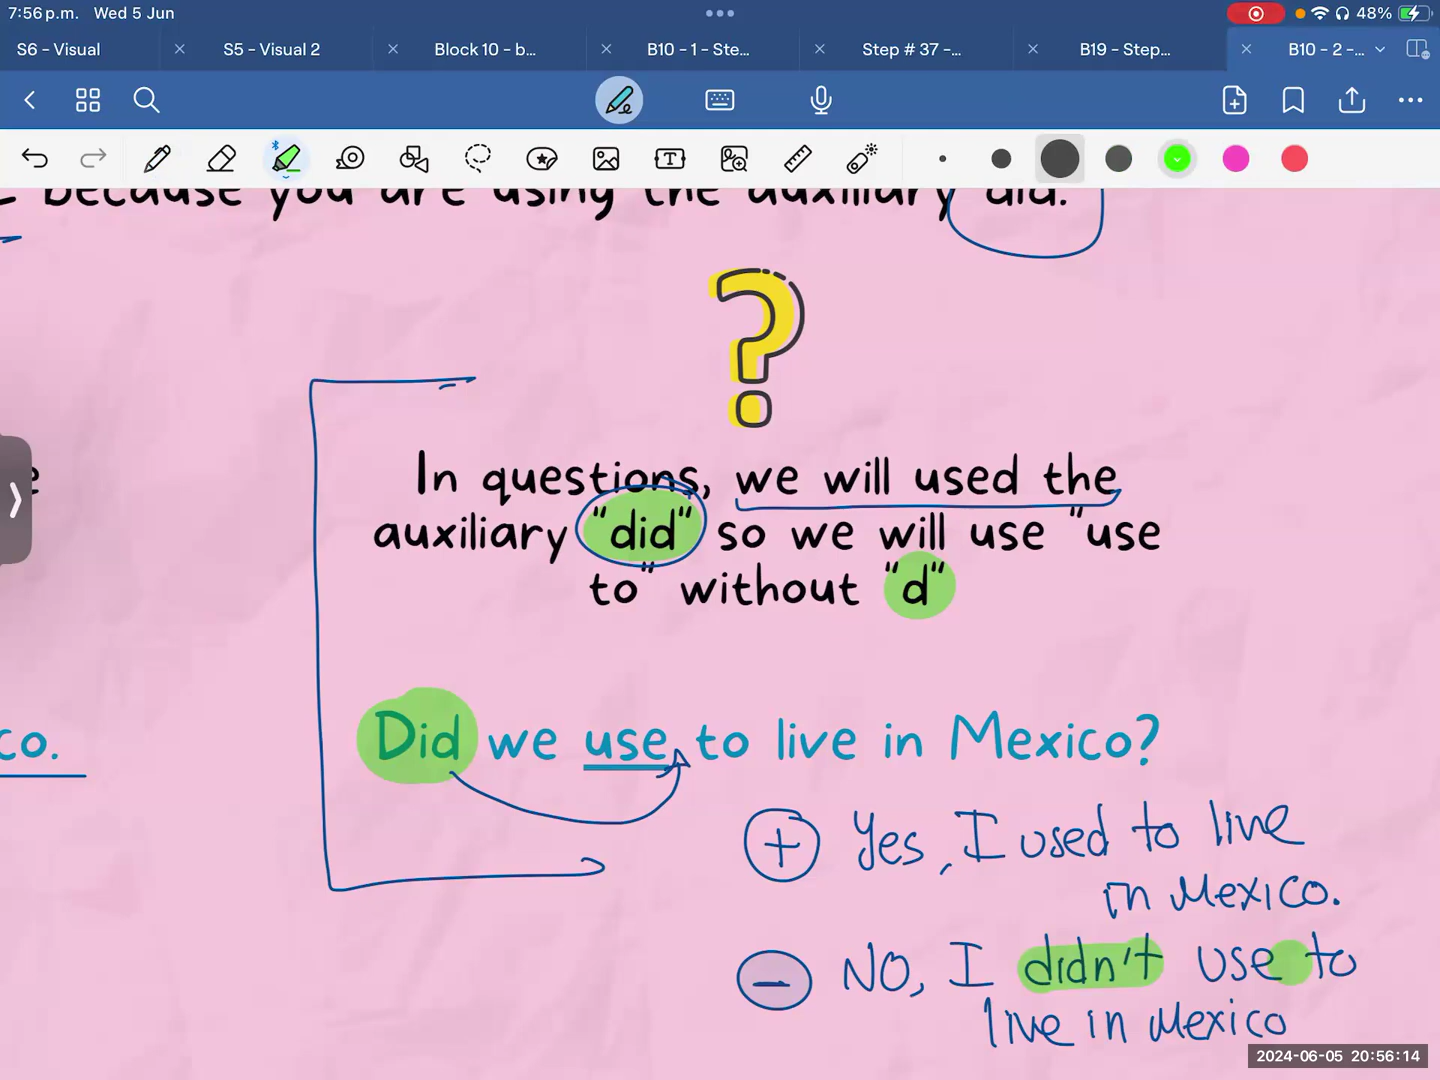 7:56 p.m. Wed 5 Jun
48%
S6 - Visual
S5 - Visual 2
Block 10 - b...
B10 - 1 - Ste...
Step # 37 -...
B19 - Step...
B10 - 2 -...
because you are using the auxiliary did.
?
In questions, we will used the
auxiliary "did" so we will use "use
to" without "d"
e
Did we use to live in Mexico?
co.
+ Yes, I used to live
in Mexico.
- NO, I didn't use to
live in Mexico
2024-06-05 20:56:14